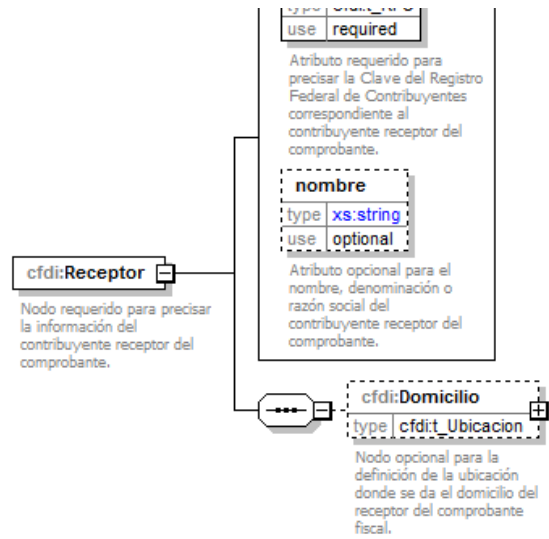 use required
Atributo requerido para
precisar la Clave del Registro
Federal de Contribuyentes
correspondiente al
contribuyente receptor del
comprobante.
nombre
type xs:string
use optional
Atributo opcional para el
nombre, denominación o
razón social del
contribuyente receptor del
comprobante.
cfdi:Receptor
Nodo requerido para precisar
la información del
contribuyente receptor del
comprobante.
cfdi:Domicilio
type cfdi:t_Ubicacion
Nodo opcional para la
definición de la ubicación
donde se da el domicilio del
receptor del comprobante
fiscal.